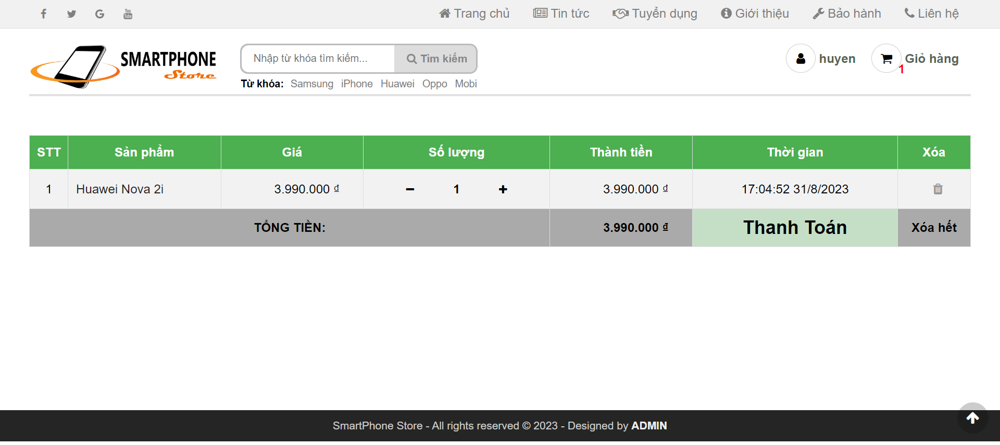 You Tube Trang chủ Tin tức Tuyển dụng Giới thiệu Bảo hành Liên hệ
SMARTPHONE
Store
Nhập từ khóa tìm kiếm... Tìm kiếm
huyen 1 Giỏ hàng
Từ khóa: Samsung iPhone Huawei Oppo Mobi
STT Sản phẩm Giá Số lượng Thành tiền Thời gian Xóa
1 Huawei Nova 2i 3.990.000 ₫ 1 3.990.000 ₫ 17:04:52 31/8/2023
TỔNG TIỀN: 3.990.000 ₫ Thanh Toán Xóa hết
SmartPhone Store - All rights reserved © 2023 - Designed by ADMIN